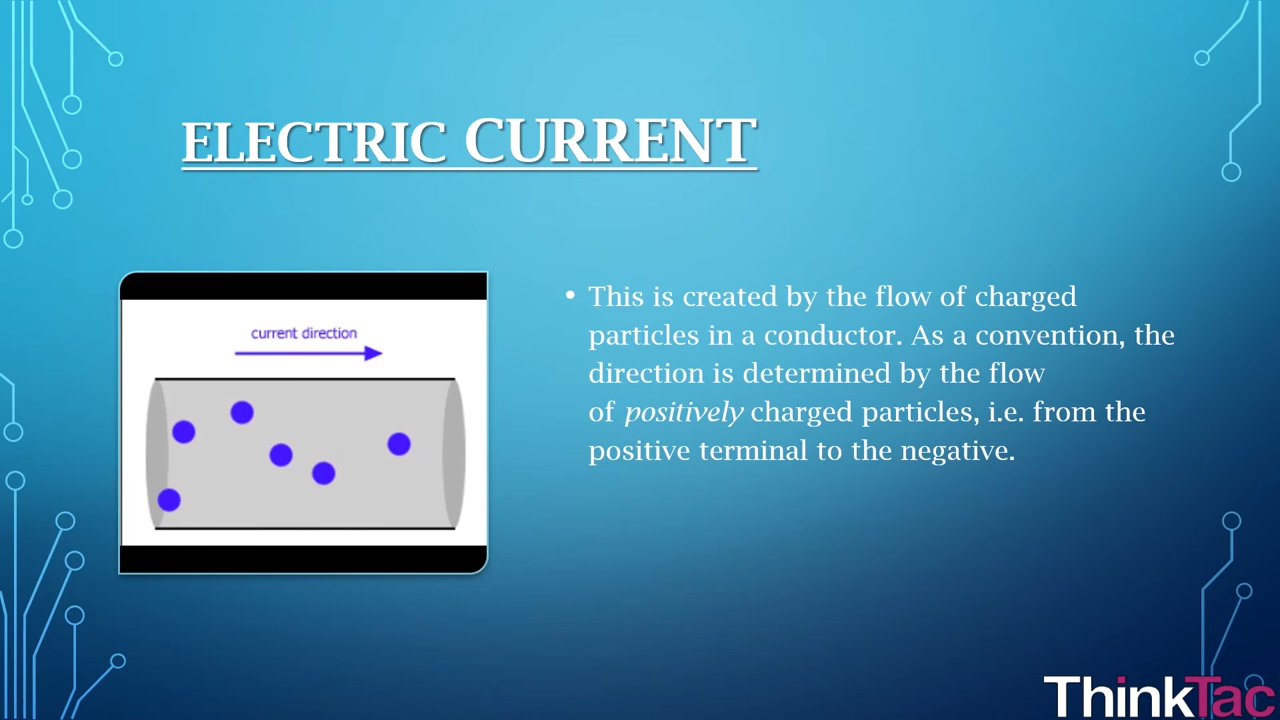 ELECTRIC CURRENT
current direction
• This is created by the flow of charged
particles in a conductor. As a convention, the
direction is determined by the flow
of positively charged particles, i.e. from the
positive terminal to the negative.
ThinkTac